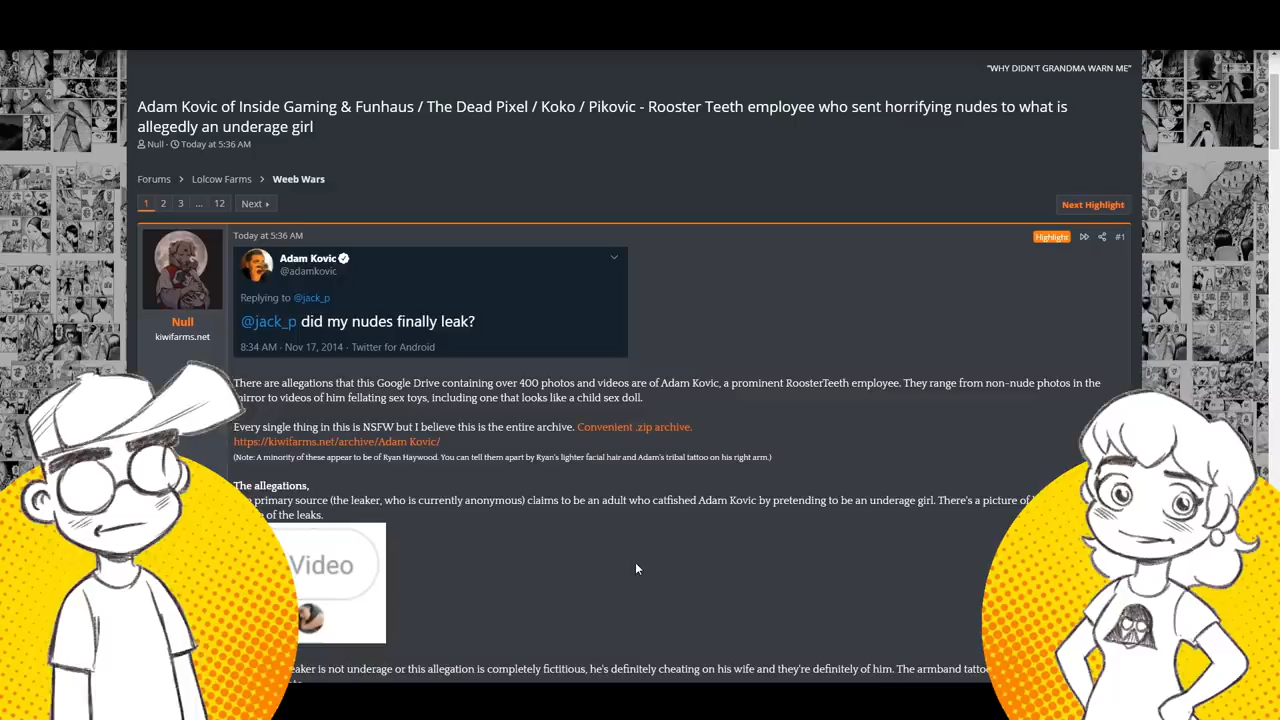 "WHY DIDN'T GRANDMA WARN ME"
Adam Kovic of Inside Gaming & Funhaus / The Dead Pixel / Koko / Pikovic - Rooster Teeth employee who sent horrifying nudes to what is
allegedly an underage girl
Null · Today at 5:36 AM
Forums > Lolcow Farms > Weeb Wars
1 2 3 ... 12 Next
Next Highlight
Today at 5:36 AM
Highlight #1
Adam Kovic
@adamkovic
Replying to @jack_p
@jack_p did my nudes finally leak?
8:34 AM · Nov 17, 2014 · Twitter for Android
Null
kiwifarms.net
There are allegations that this Google Drive containing over 400 photos and videos are of Adam Kovic, a prominent RoosterTeeth employee. They range from non-nude photos in the
mirror to videos of him fellating sex toys, including one that looks like a child sex doll.
Every single thing in this is NSFW but I believe this is the entire archive. Convenient .zip archive.
https://kiwifarms.net/archive/Adam Kovic/
(Note: A minority of these appear to be of Ryan Haywood. You can tell them apart by Ryan's lighter facial hair and Adam's tribal tattoo on his right arm.)
The allegations,
primary source (the leaker, who is currently anonymous) claims to be an adult who catfished Adam Kovic by pretending to be an underage girl. There's a picture of
of the leaks.
Video
eaker is not underage or this allegation is completely fictitious, he's definitely cheating on his wife and they're definitely of him. The armband tatto